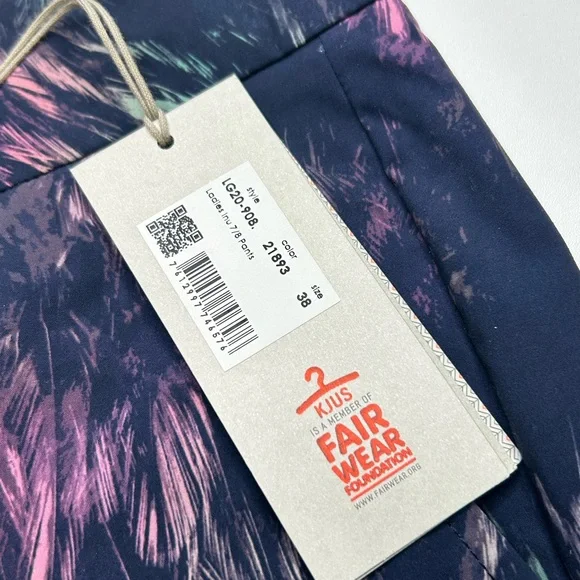 style
LG20-908.
Ladies Inu 7/8 Pants
color
21893
size
38
7612997746576
KJUS
IS A MEMBER OF
FAIR
WEAR
FOUNDATION
WWW.FAIRWEAR.ORG